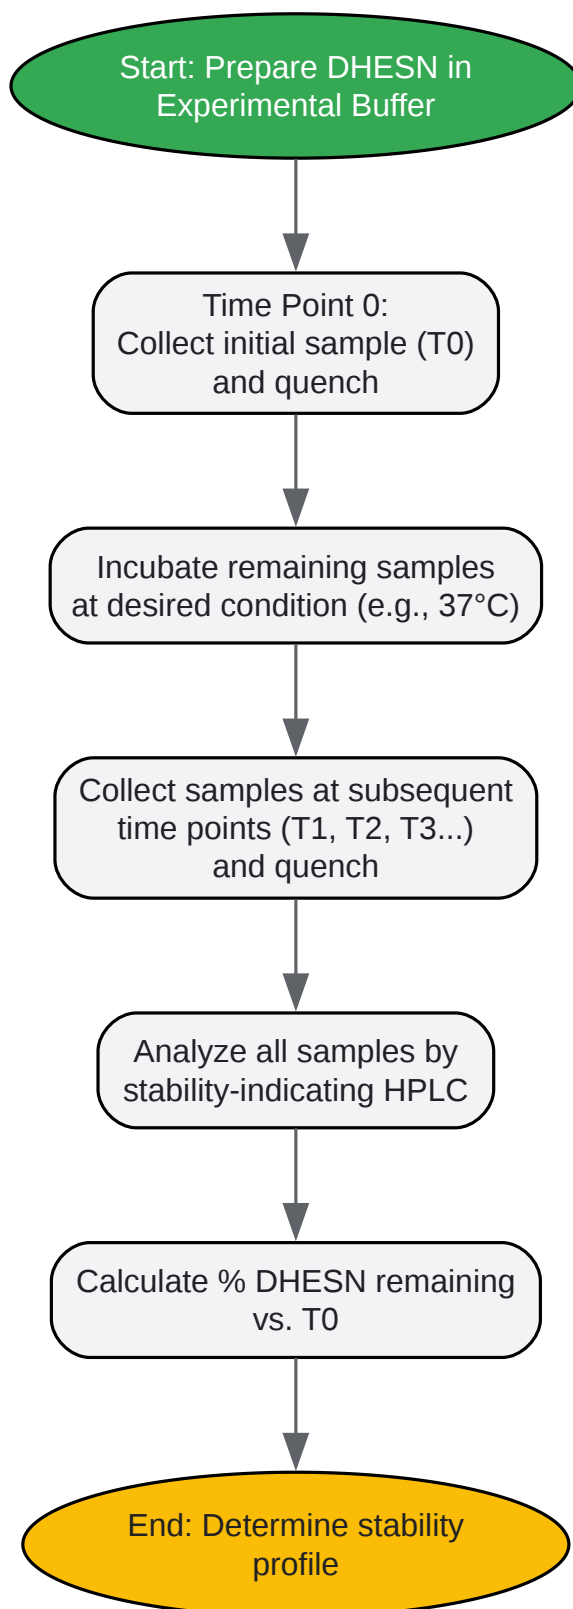 Start: Prepare DHESN in
Experimental Buffer
Time Point 0:
Collect initial sample (T0)
and quench
Incubate remaining samples
at desired condition (e.g., 37°C)
Collect samples at subsequent
time points (T1, T2, T3...)
and quench
Analyze all samples by
stability-indicating HPLC
Calculate % DHESN remaining
vs. T0
End: Determine stability
profile